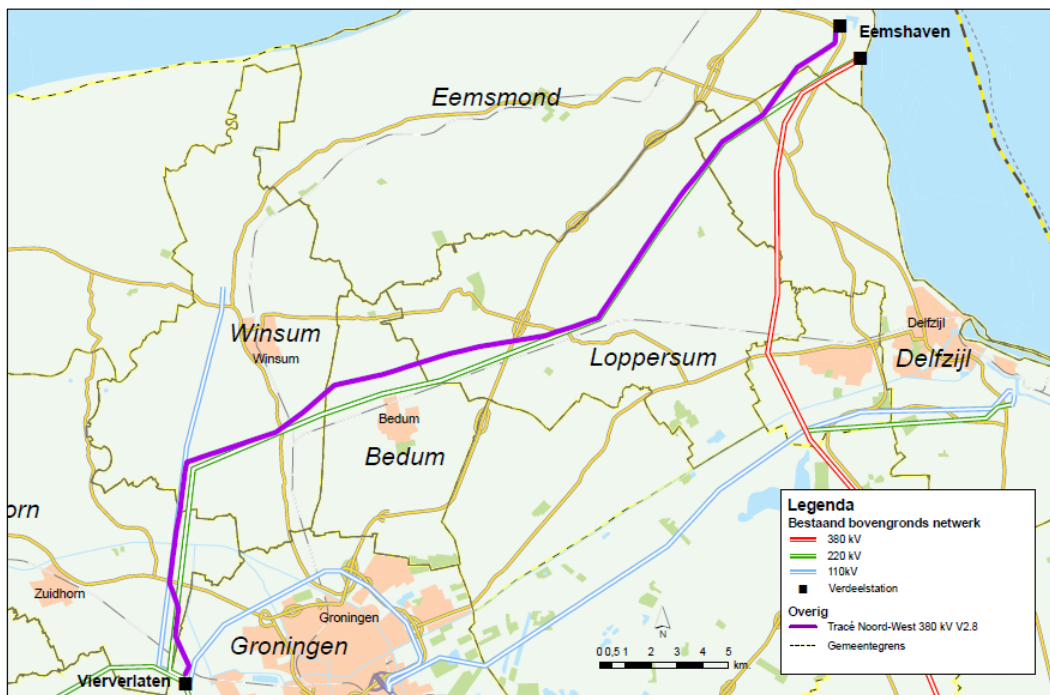 Eemshaven
Eemsmond
Winsum
Winsum
Loppersum
Delfzijl
Delfzijl
Bedum
Bedum
orn
Zuidhorn
Groningen
Groningen
Vierverlaten
N
0 0,5 1 2 3 4 5
km.
Legenda
Bestaand bovengronds netwerk
380 kV
220 kV
110kV
Verdeelstation
Overig
Tracé Noord-West 380 kV V2.8
Gemeentegrens